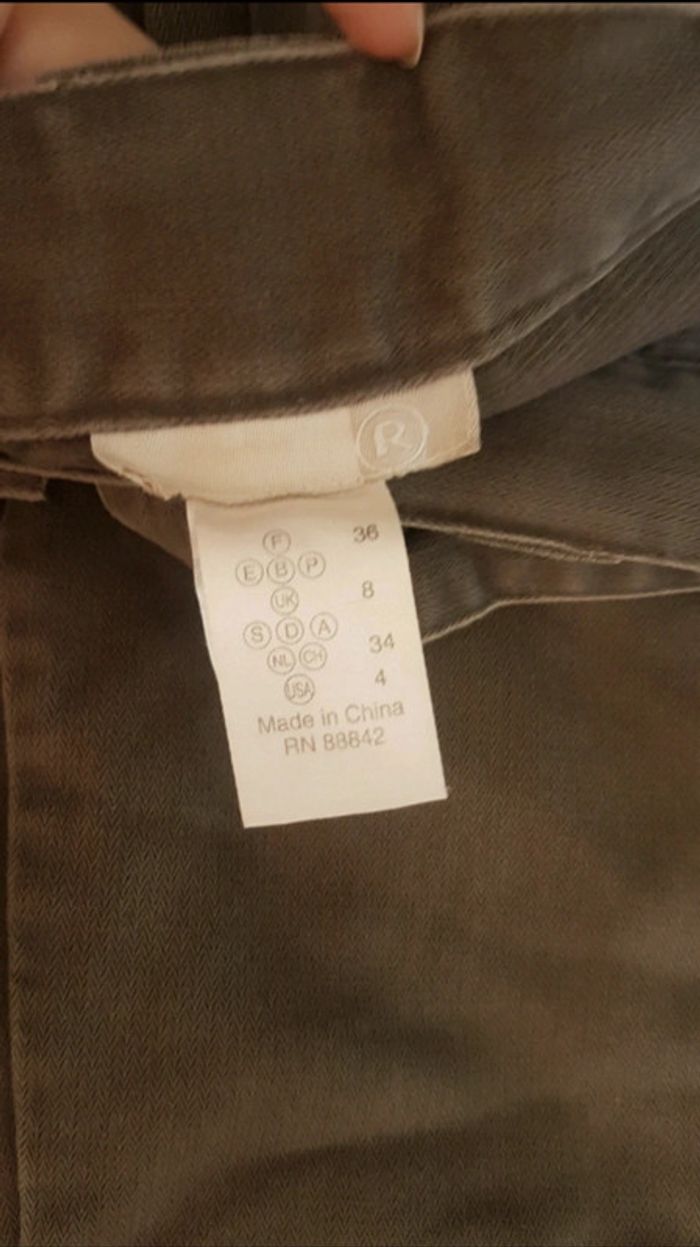 R
F 36
E B P
UK 8
S D A
NL CH 34
USA 4
Made in China
RN 88842